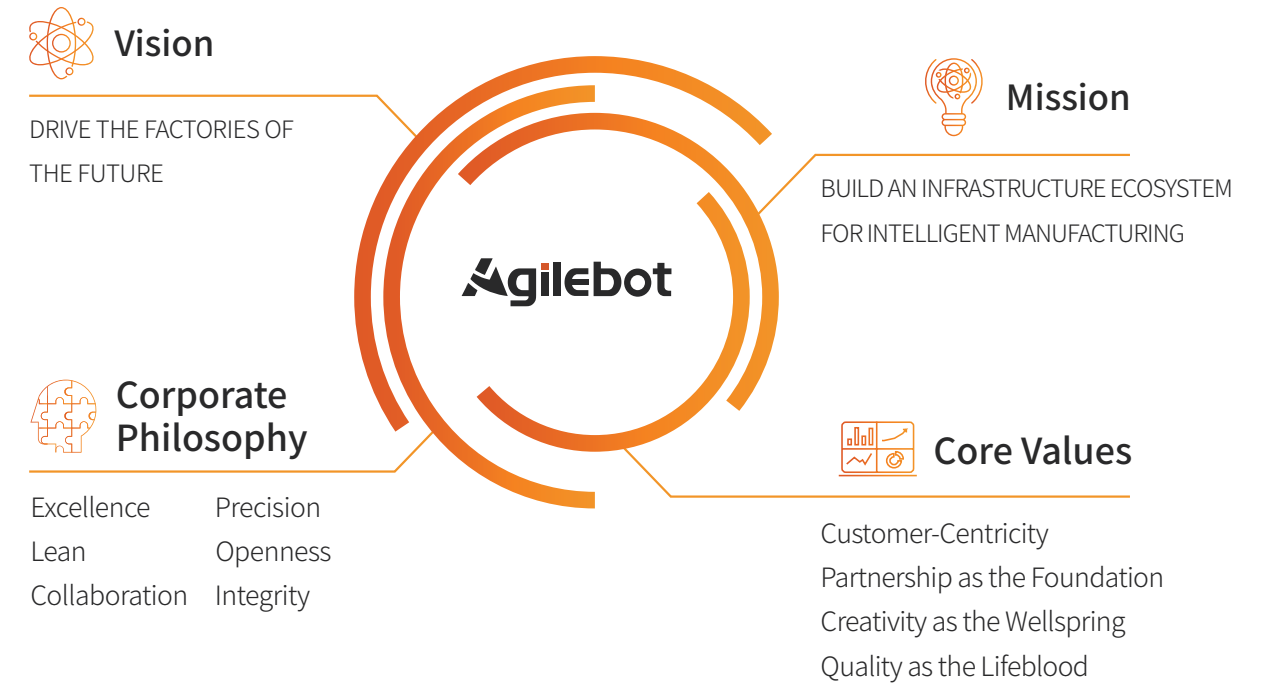 Vision
DRIVE THE FACTORIES OF
THE FUTURE
Mission
BUILD AN INFRASTRUCTURE ECOSYSTEM
FOR INTELLIGENT MANUFACTURING
Agilebot
Corporate
Philosophy
Excellence Precision
Lean Openness
Collaboration Integrity
Core Values
Customer-Centricity
Partnership as the Foundation
Creativity as the Wellspring
Quality as the Lifeblood